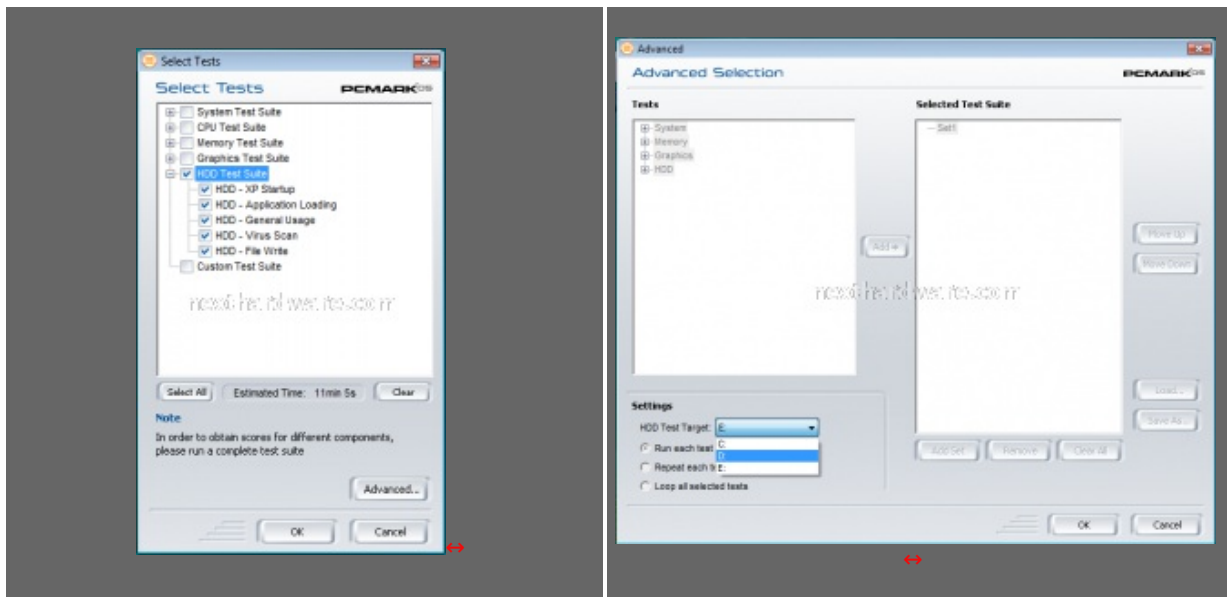 Select Tests
Select Tests
PCMARK05
System Test Suite
CPU Test Suite
Memory Test Suite
Graphics Test Suite
HDD Test Suite
HDD - XP Startup
HDD - Application Loading
HDD - General Usage
HDD - Virus Scan
HDD - File Write
Custom Test Suite
nexthardware.com
Select All
Estimated Time: 11min 5s
Clear
Note
In order to obtain scores for different components,
please run a complete test suite
Advanced...
OK
Cancel
Advanced
Advanced Selection
PCMARK05
Tests
System
Memory
Graphics
HDD
Add→
Selected Test Suite
Set1
Move Up
Move Down
nexthardware.com
Load...
Save As...
Settings
HDD Test Target: E:
C:
D:
E:
Run each test
Repeat each t
Loop all selected tests
Add Set
Remove
Clear All
OK
Cancel